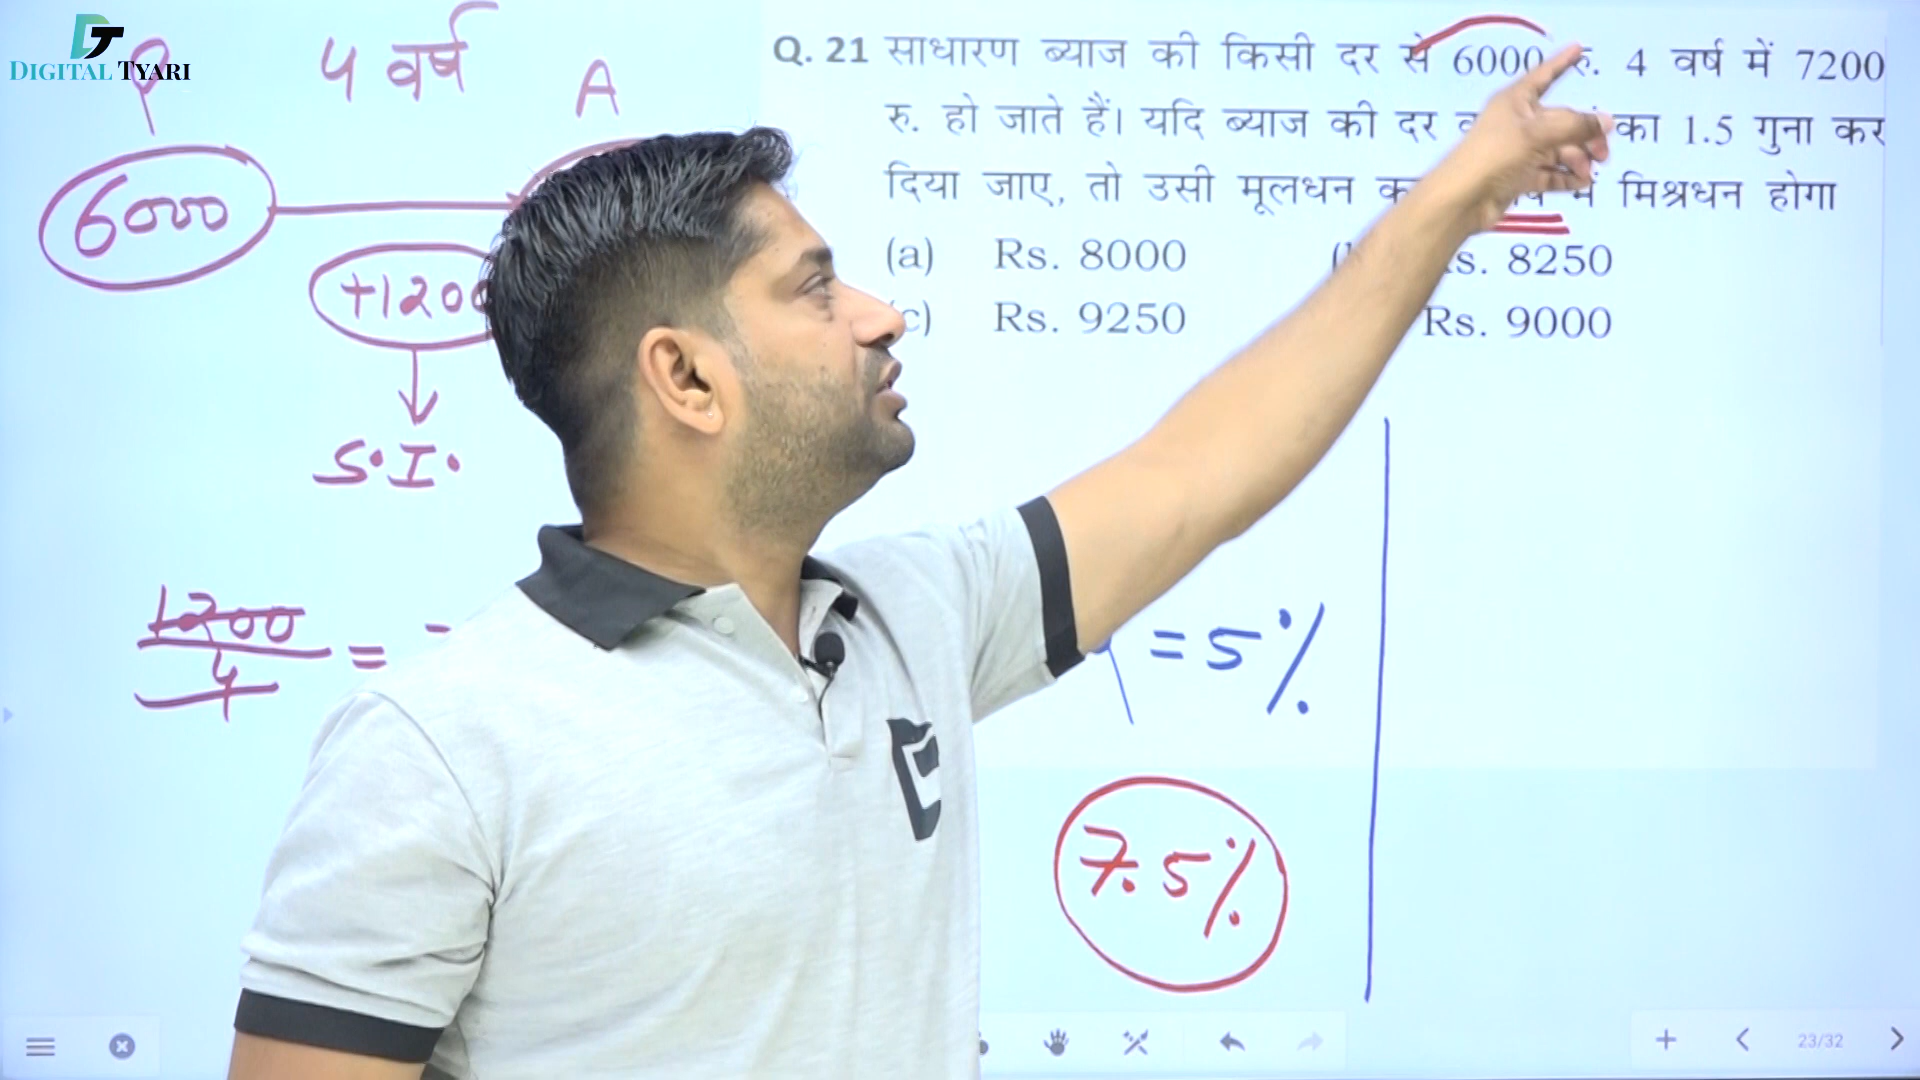 DIGITAL TYARI
P 4 वर्ष A
6000
+1200
S.I.
1200
4
=
= 5%
7.5%
Q. 21 साधारण ब्याज की किसी दर से 6000 रु. 4 वर्ष में 7200
रु. हो जाते हैं। यदि ब्याज की दर का 1.5 गुना कर
दिया जाए, तो उसी मूलधन में मिश्रधन होगा
(a) Rs. 8000 Rs. 8250
(c) Rs. 9250 Rs. 9000
23/32